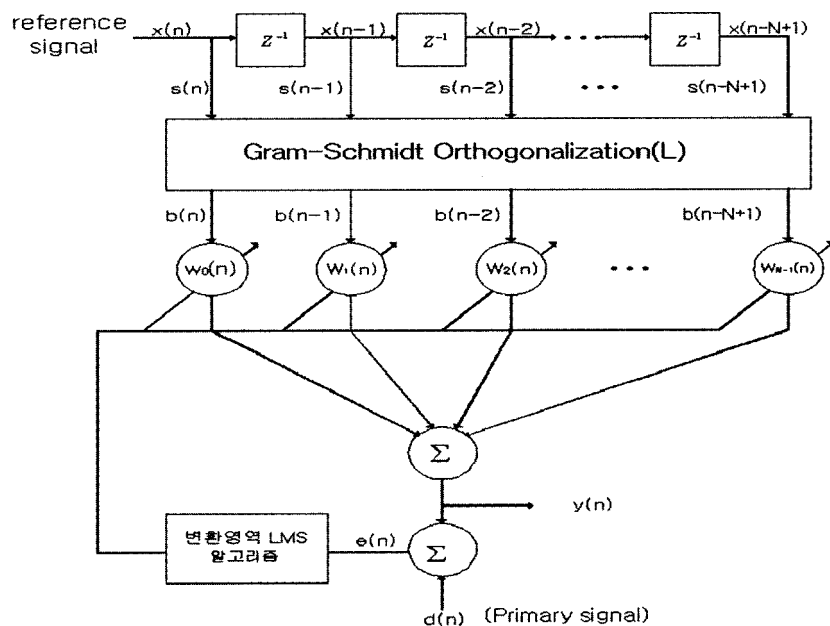 reference signal
x(n) Z⁻¹ x(n-1) Z⁻¹ x(n-2) ··· Z⁻¹ x(n-N+1)
s(n) s(n-1) s(n-2) ··· s(n-N+1)
Gram-Schmidt Orthogonalization(L)
b(n) b(n-1) b(n-2) b(n-N+1)
W₀(n) W₁(n) W₂(n) ··· Wₙ₋₁(n)
Σ
y(n)
변환영역 LMS
알고리즘
e(n)
Σ
d(n) (Primary signal)